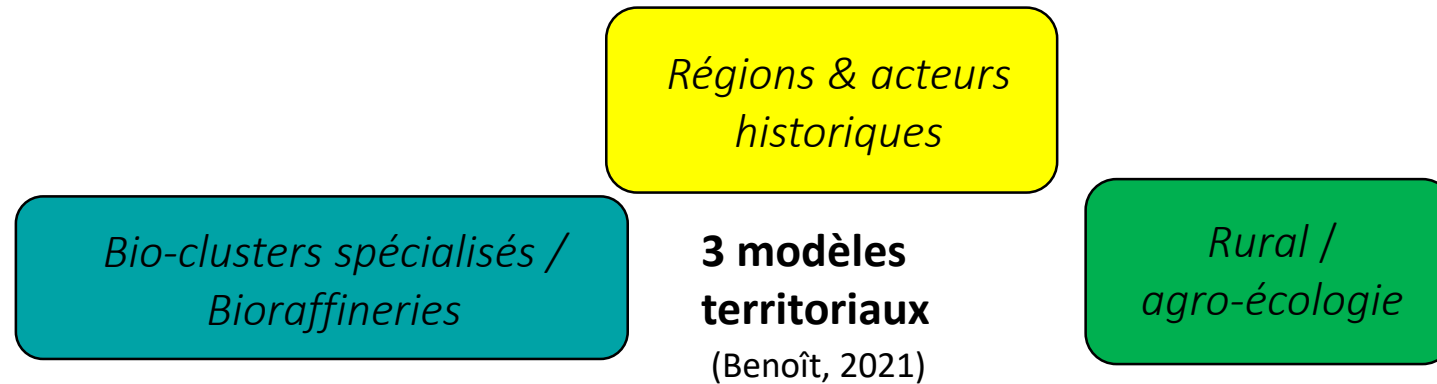 Régions & acteurs
historiques
Bio-clusters spécialisés /
Bioraffineries
3 modèles
territoriaux
(Benoît, 2021)
Rural /
agro-écologie